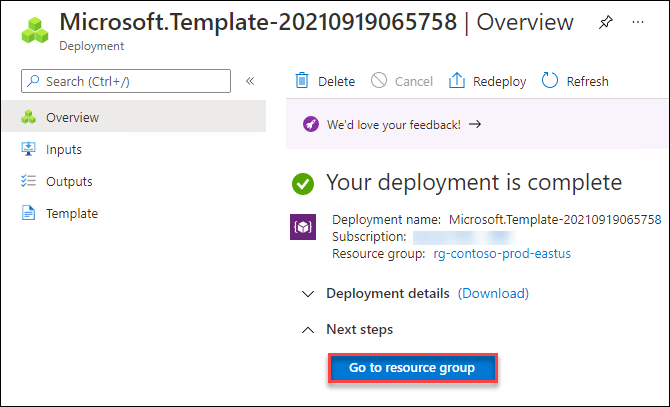 Microsoft.Template-20210919065758 | Overview
Deployment
Search (Ctrl+/)
Overview
Inputs
Outputs
Template
Delete Cancel Redeploy Refresh
We'd love your feedback! →
Your deployment is complete
Deployment name: Microsoft.Template-20210919065758
Subscription:
Resource group: rg-contoso-prod-eastus
Deployment details (Download)
Next steps
Go to resource group